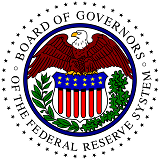 BOARD OF GOVERNORS
OF THE FEDERAL RESERVE SYSTEM